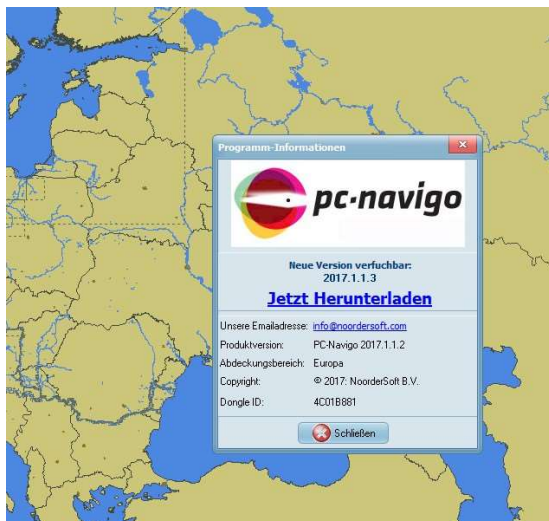 Programm-Informationen
pc·navigo
Neue Version verfuchbar:
2017.1.1.3
Jetzt Herunterladen
Unsere Emailadresse: info@noordersoft.com
Produktversion: PC-Navigo 2017.1.1.2
Abdeckungsbereich: Europa
Copyright: © 2017: NoorderSoft B.V.
Dongle ID: 4C01B881
Schließen